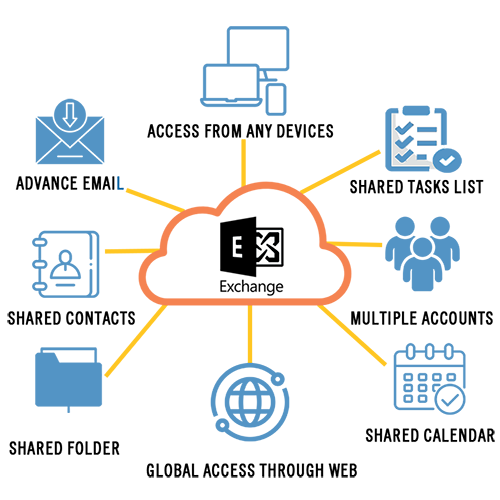 ACCESS FROM ANY DEVICES
ADVANCE EMAIL
SHARED TASKS LIST
E
Exchange
SHARED CONTACTS
MULTIPLE ACCOUNTS
SHARED FOLDER
SHARED CALENDAR
GLOBAL ACCESS THROUGH WEB